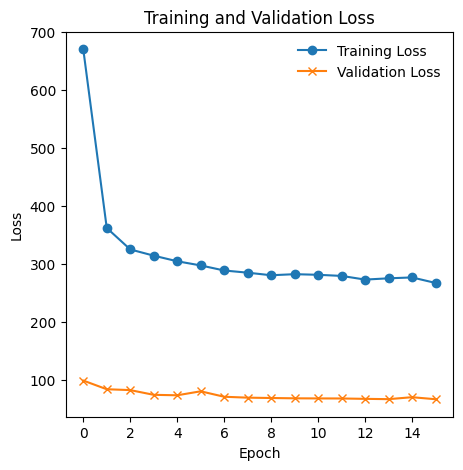 Training and Validation Loss
Training Loss
Validation Loss
700
600
500
400
300
200
100
Loss
0 2 4 6 8 10 12 14
Epoch